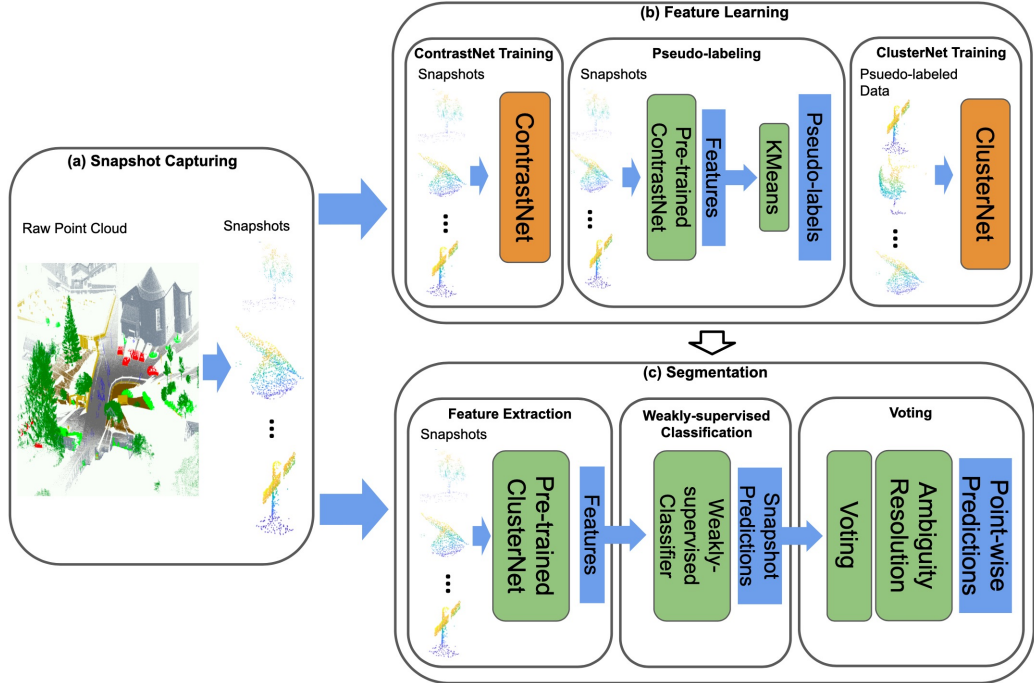 (a) Snapshot Capturing
Raw Point Cloud
Snapshots
(b) Feature Learning
ContrastNet Training
Snapshots
ContrastNet
Pseudo-labeling
Snapshots
Pre-trained
ContrastNet
Features
KMeans
Pseudo-labels
ClusterNet Training
Psuedo-labeled
Data
ClusterNet
(c) Segmentation
Feature Extraction
Snapshots
Pre-trained
ClusterNet
Features
Weakly-supervised
Classification
Weakly-
supervised
Classifier
Snapshot
Predictions
Voting
Voting
Ambiguity
Resolution
Point-wise
Predictions